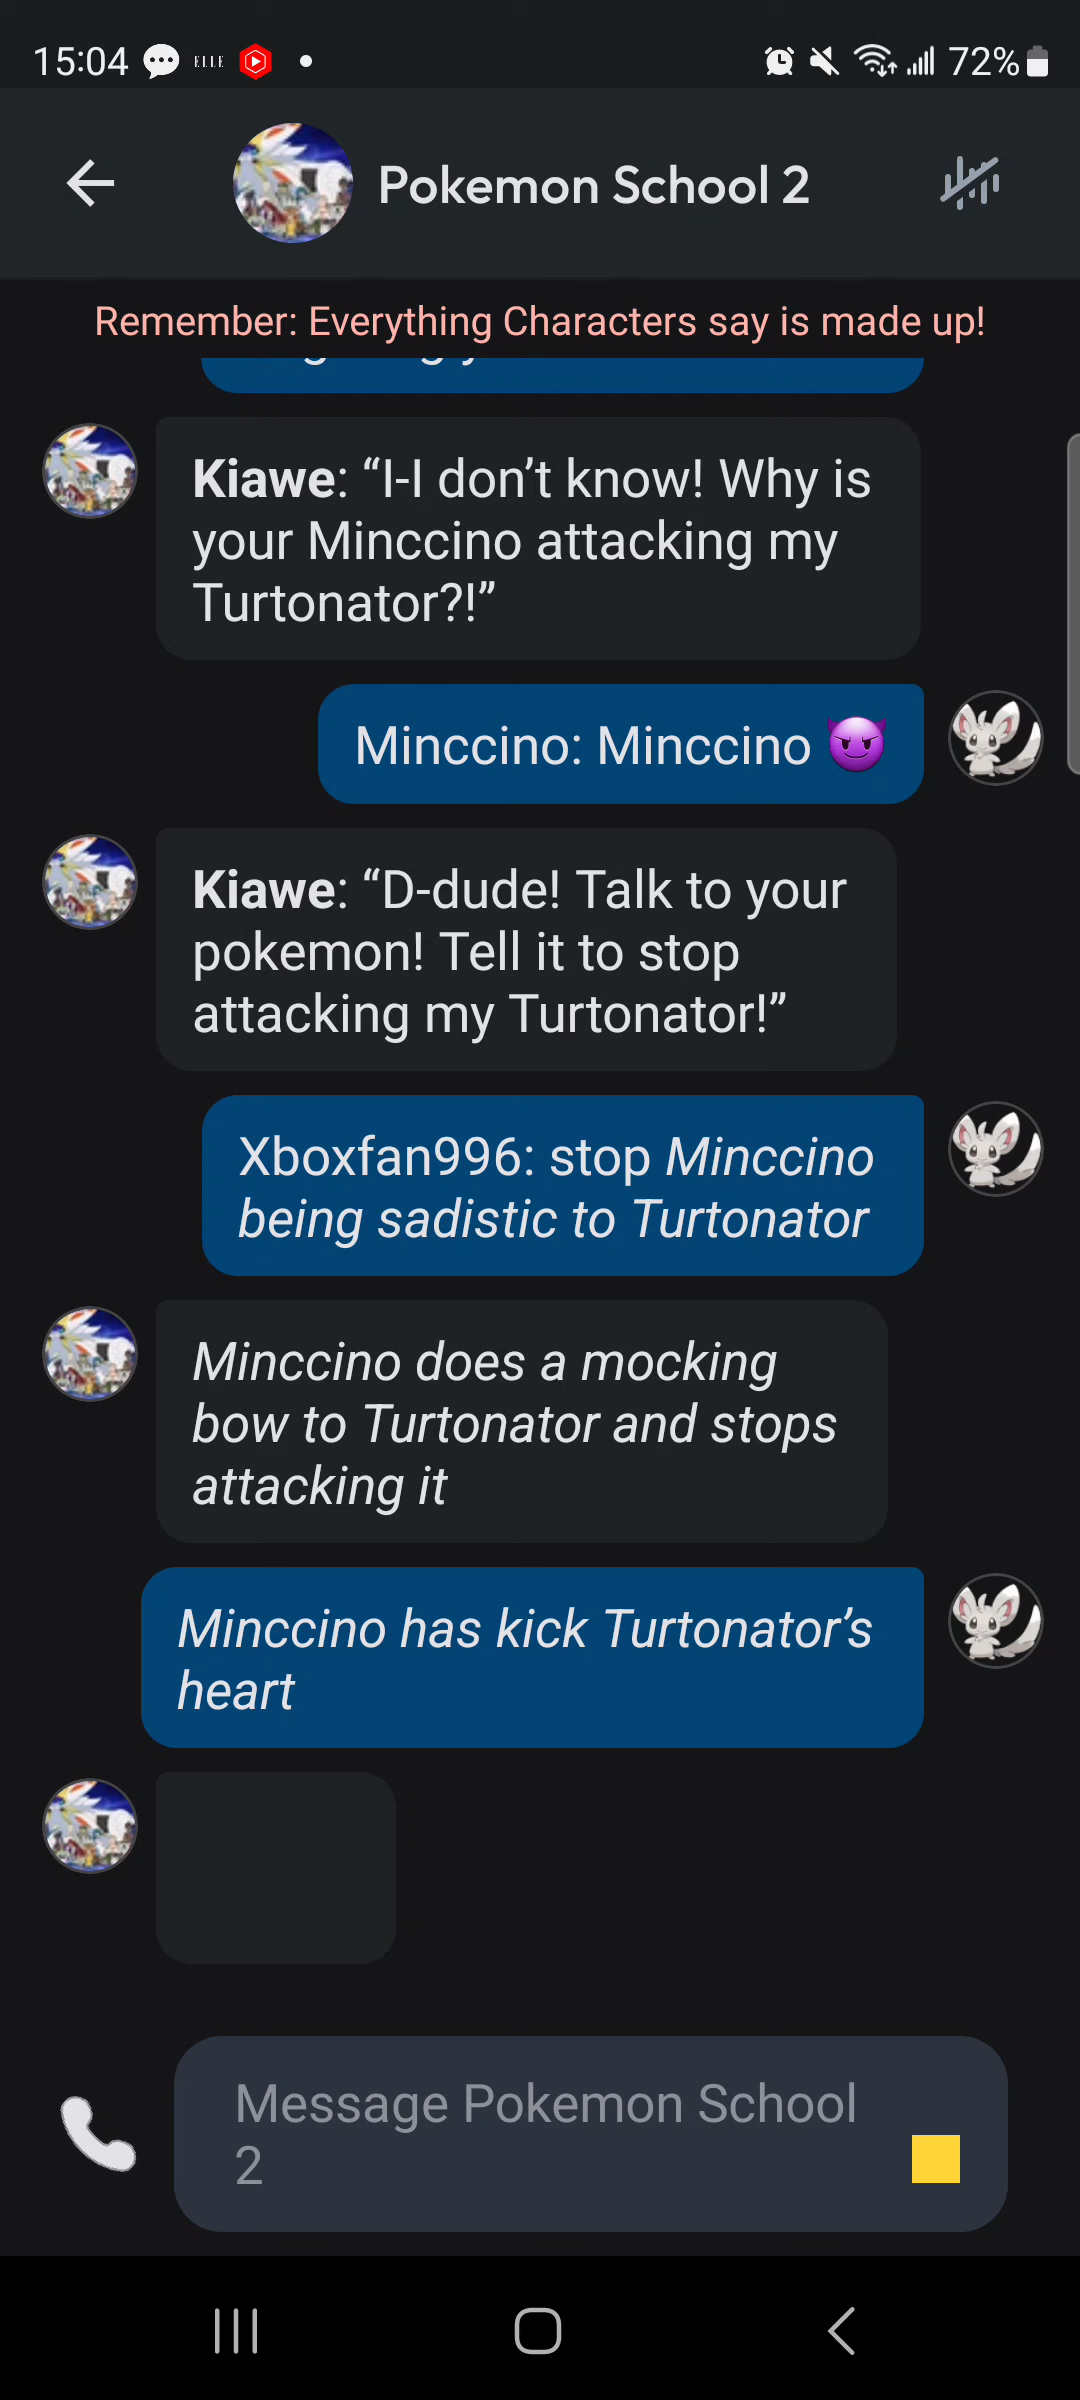 15:04 ELLE 72%
Pokemon School 2
Remember: Everything Characters say is made up!
Kiawe: “I-I don’t know! Why is
your Minccino attacking my
Turtonator?!”
Minccino: Minccino 😈
Kiawe: “D-dude! Talk to your
pokemon! Tell it to stop
attacking my Turtonator!”
Xboxfan996: stop Minccino
being sadistic to Turtonator
Minccino does a mocking
bow to Turtonator and stops
attacking it
Minccino has kick Turtonator’s
heart
Message Pokemon School
2